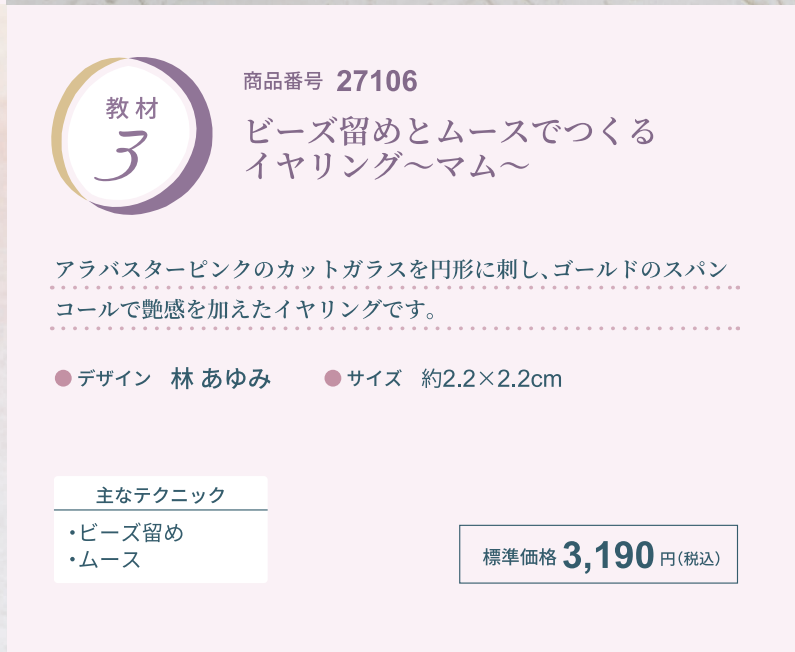 教材
3
商品番号 27106
ビーズ留めとムースでつくる
イヤリング〜マム〜
アラバスターピンクのカットガラスを円形に刺し、ゴールドのスパン
コールで艶感を加えたイヤリングです。
●デザイン 林 あゆみ ●サイズ 約2.2×2.2cm
主なテクニック
・ビーズ留め
・ムース
標準価格 3,190 円(税込)